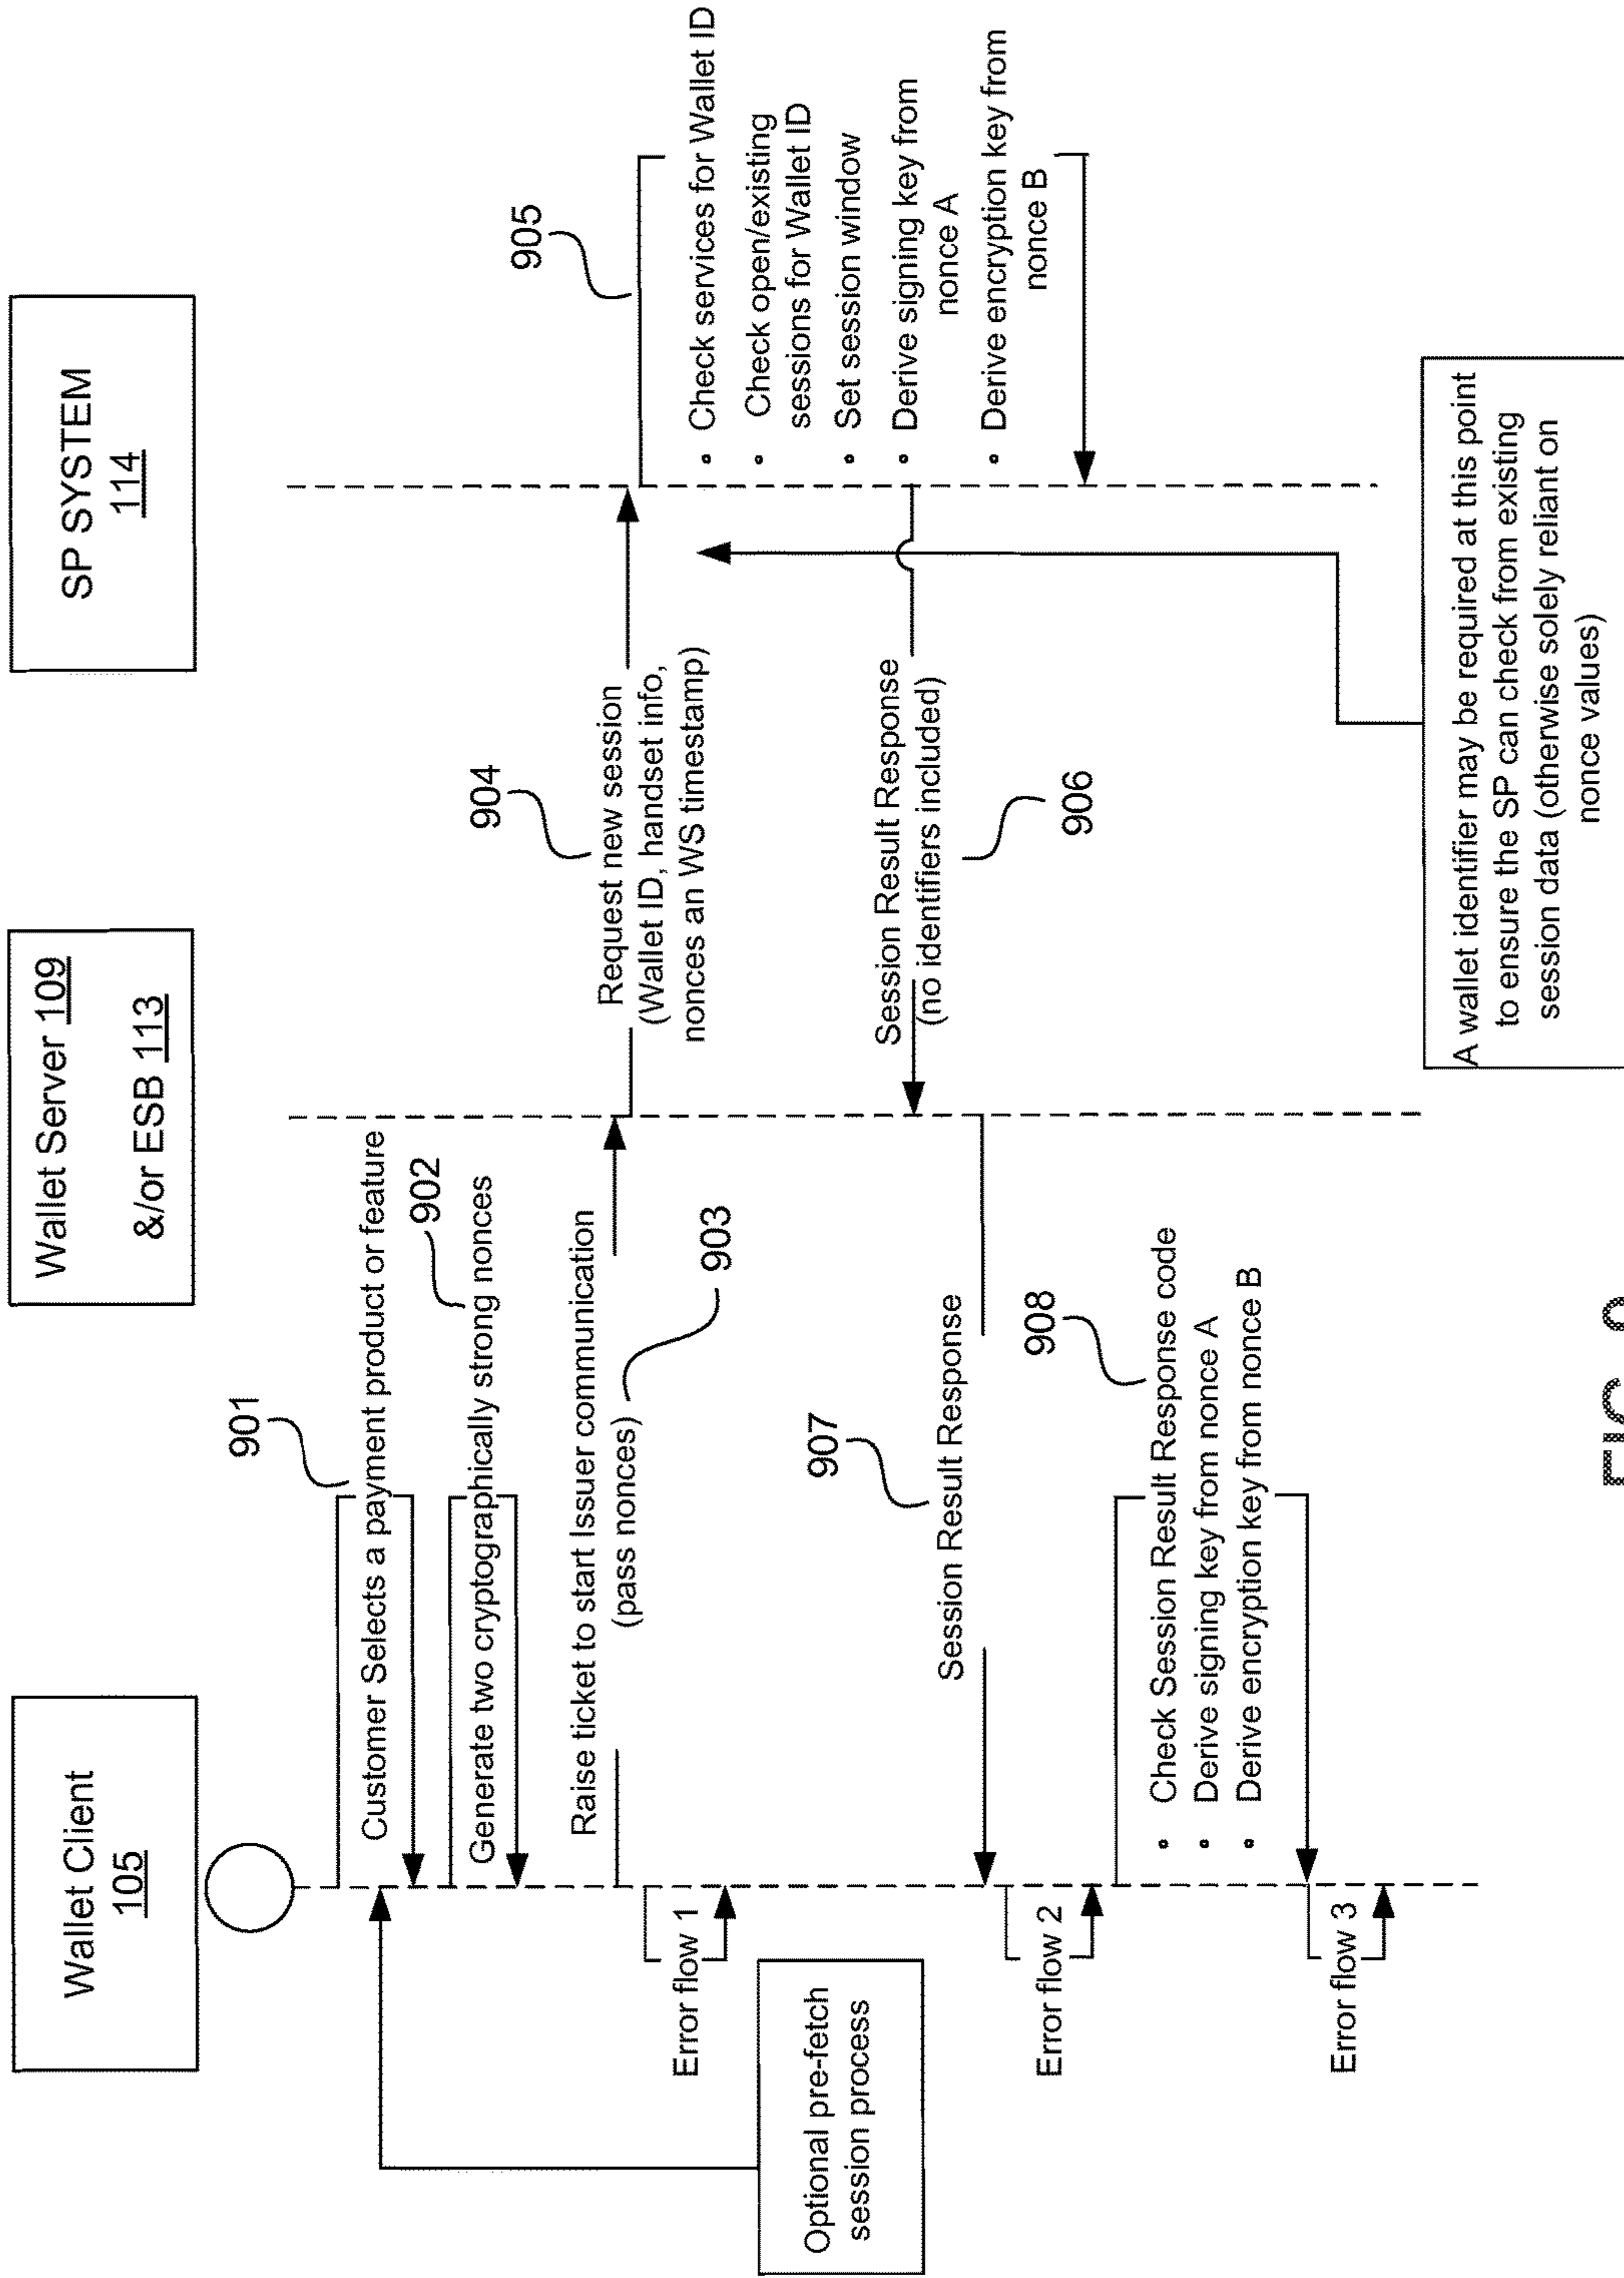 Wallet Client
105
Wallet Server 109
&/or ESB 113
SP SYSTEM
114
901
Customer Selects a payment product or feature
902
Generate two cryptographically strong nonces
Optional pre-fetch
session process
Raise ticket to start Issuer communication
(pass nonces)
903
Error flow 1
904
Request new session
(Wallet ID, handset info,
nonces an WS timestamp)
905
• Check services for Wallet ID
• Check open/existing
sessions for Wallet ID
• Set session window
• Derive signing key from
nonce A
• Derive encryption key from
nonce B
Session Result Response
(no identifiers included)
906
907
Session Result Response
Error flow 2
908
• Check Session Result Response code
• Derive signing key from nonce A
• Derive encryption key from nonce B
Error flow 3
A wallet identifier may be required at this point
to ensure the SP can check from existing
session data (otherwise solely reliant on
nonce values)
FIG. 9